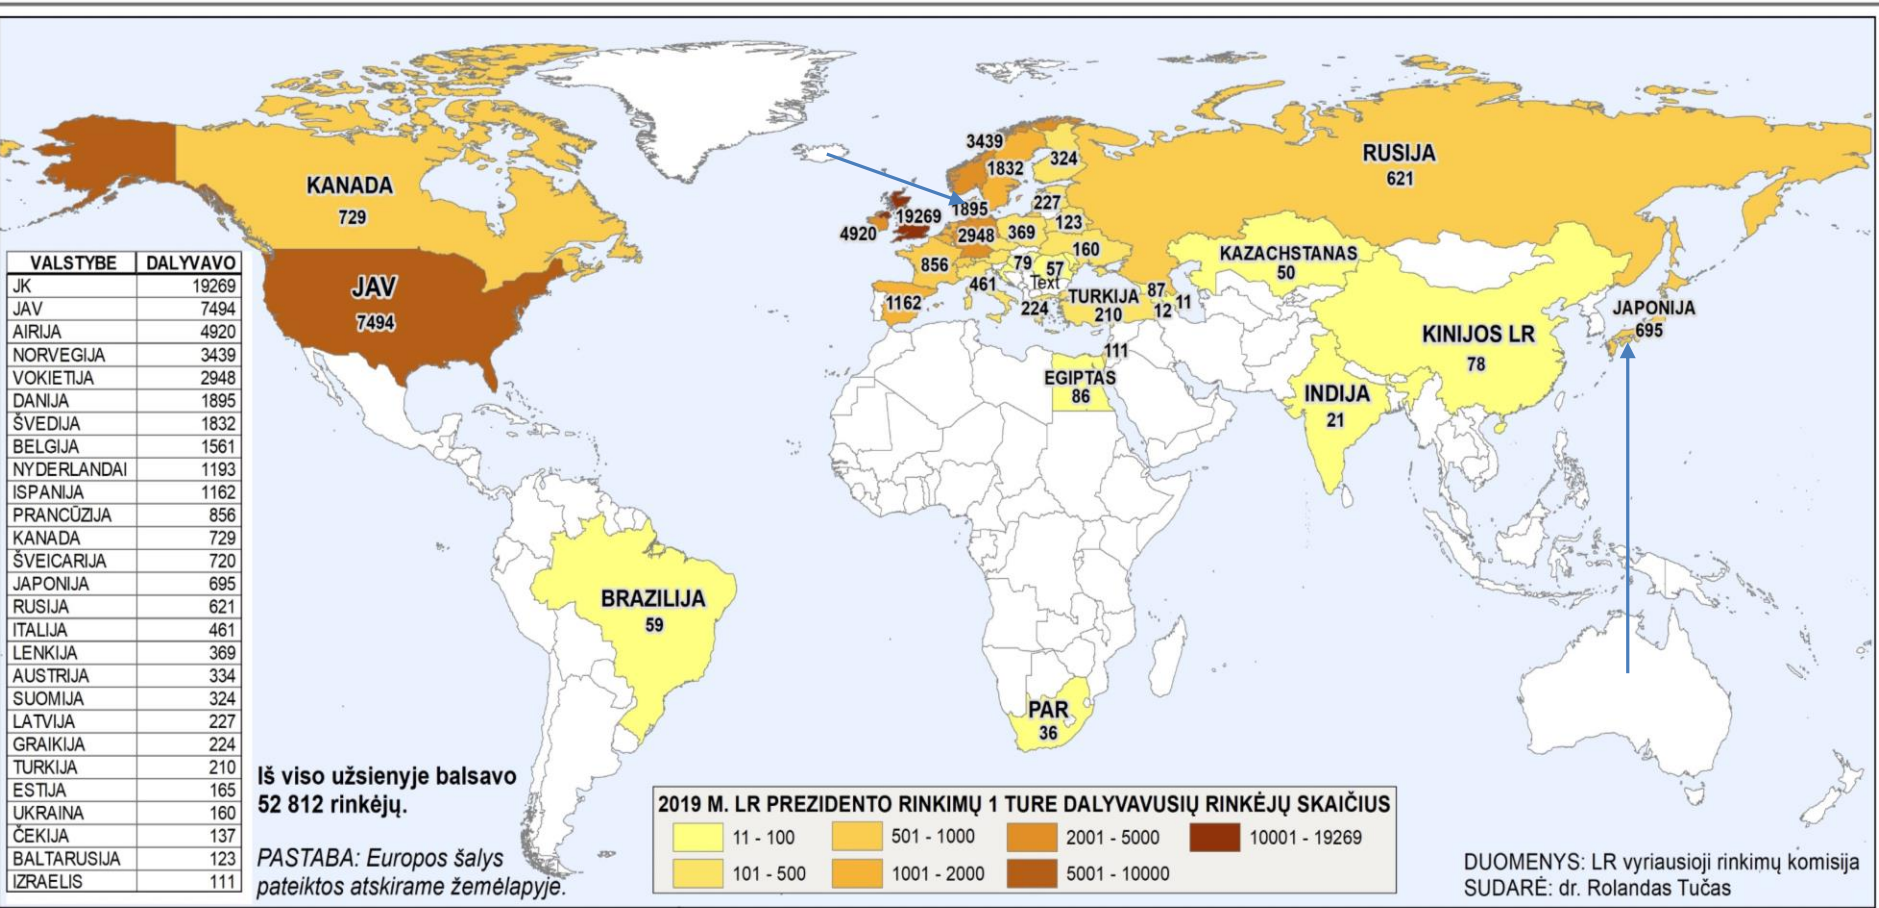 KANADA
729
JAV
7494
3439
1832
324
1895
227
19269
4920
2948
369
123
160
856
79
57
Text
461
1162
224
TURKIJA
210
87
12
11
111
RUSIJA
621
KAZACHSTANAS
50
KINIJOS LR
78
JAPONIJA
695
INDIJA
21
EGIPTAS
86
BRAZILIJA
59
PAR
36
VALSTYBE DALYVAVO
JK 19269
JAV 7494
AIRIJA 4920
NORVEGIJA 3439
VOKIETIJA 2948
DANIJA 1895
ŠVEDIJA 1832
BELGIJA 1561
NYDERLANDAI 1193
ISPANIJA 1162
PRANCŪZIJA 856
KANADA 729
ŠVEICARIJA 720
JAPONIJA 695
RUSIJA 621
ITALIJA 461
LENKIJA 369
AUSTRIJA 334
SUOMIJA 324
LATVIJA 227
GRAIKIJA 224
TURKIJA 210
ESTIJA 165
UKRAINA 160
ČEKIJA 137
BALTARUSIJA 123
IZRAELIS 111
Iš viso užsienyje balsavo
52 812 rinkėjų.
PASTABA: Europos šalys
pateiktos atskirame žemėlapyje.
2019 M. LR PREZIDENTO RINKIMŲ 1 TURE DALYVAVUSIŲ RINKĖJŲ SKAIČIUS
11 - 100 501 - 1000 2001 - 5000 10001 - 19269
101 - 500 1001 - 2000 5001 - 10000
DUOMENYS: LR vyriausioji rinkimų komisija
SUDARĖ: dr. Rolandas Tučas